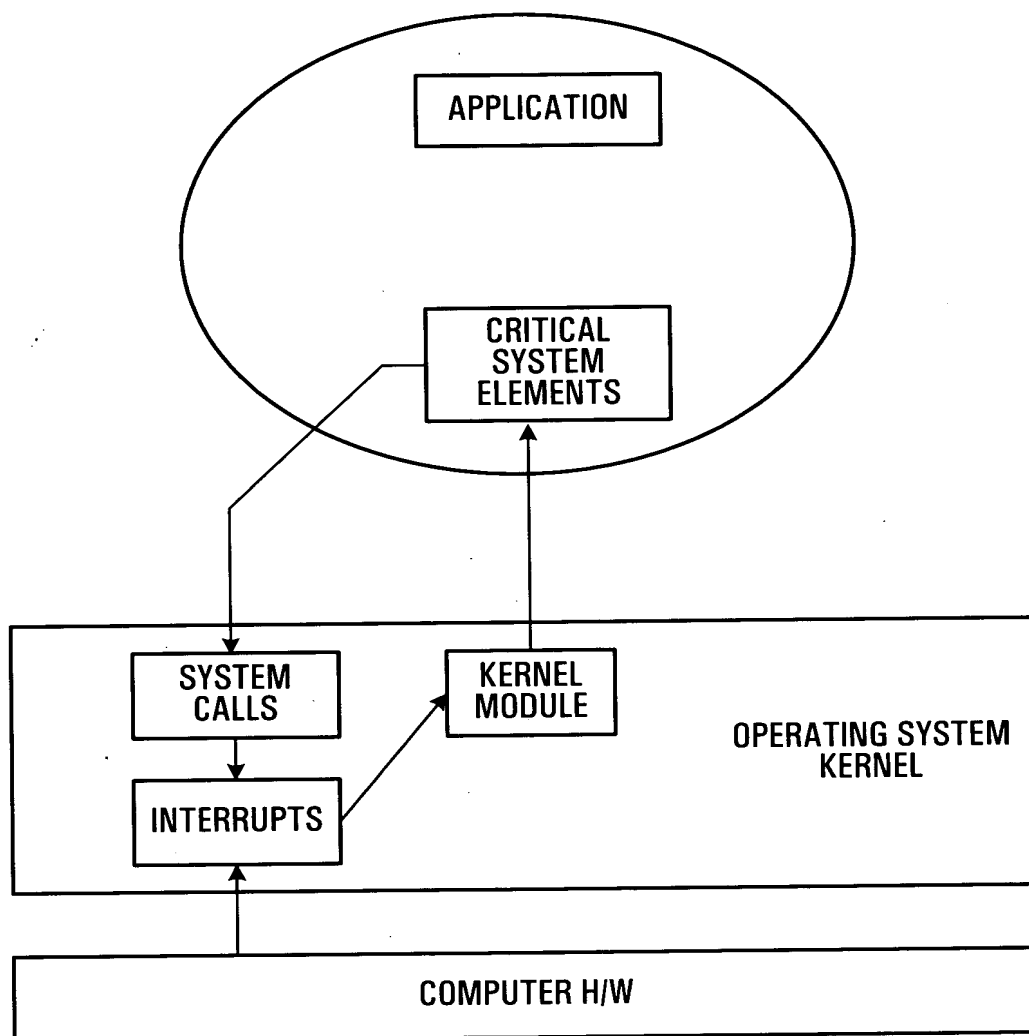 APPLICATION
CRITICAL
SYSTEM
ELEMENTS
SYSTEM
CALLS
KERNEL
MODULE
OPERATING SYSTEM
KERNEL
INTERRUPTS
COMPUTER H/W